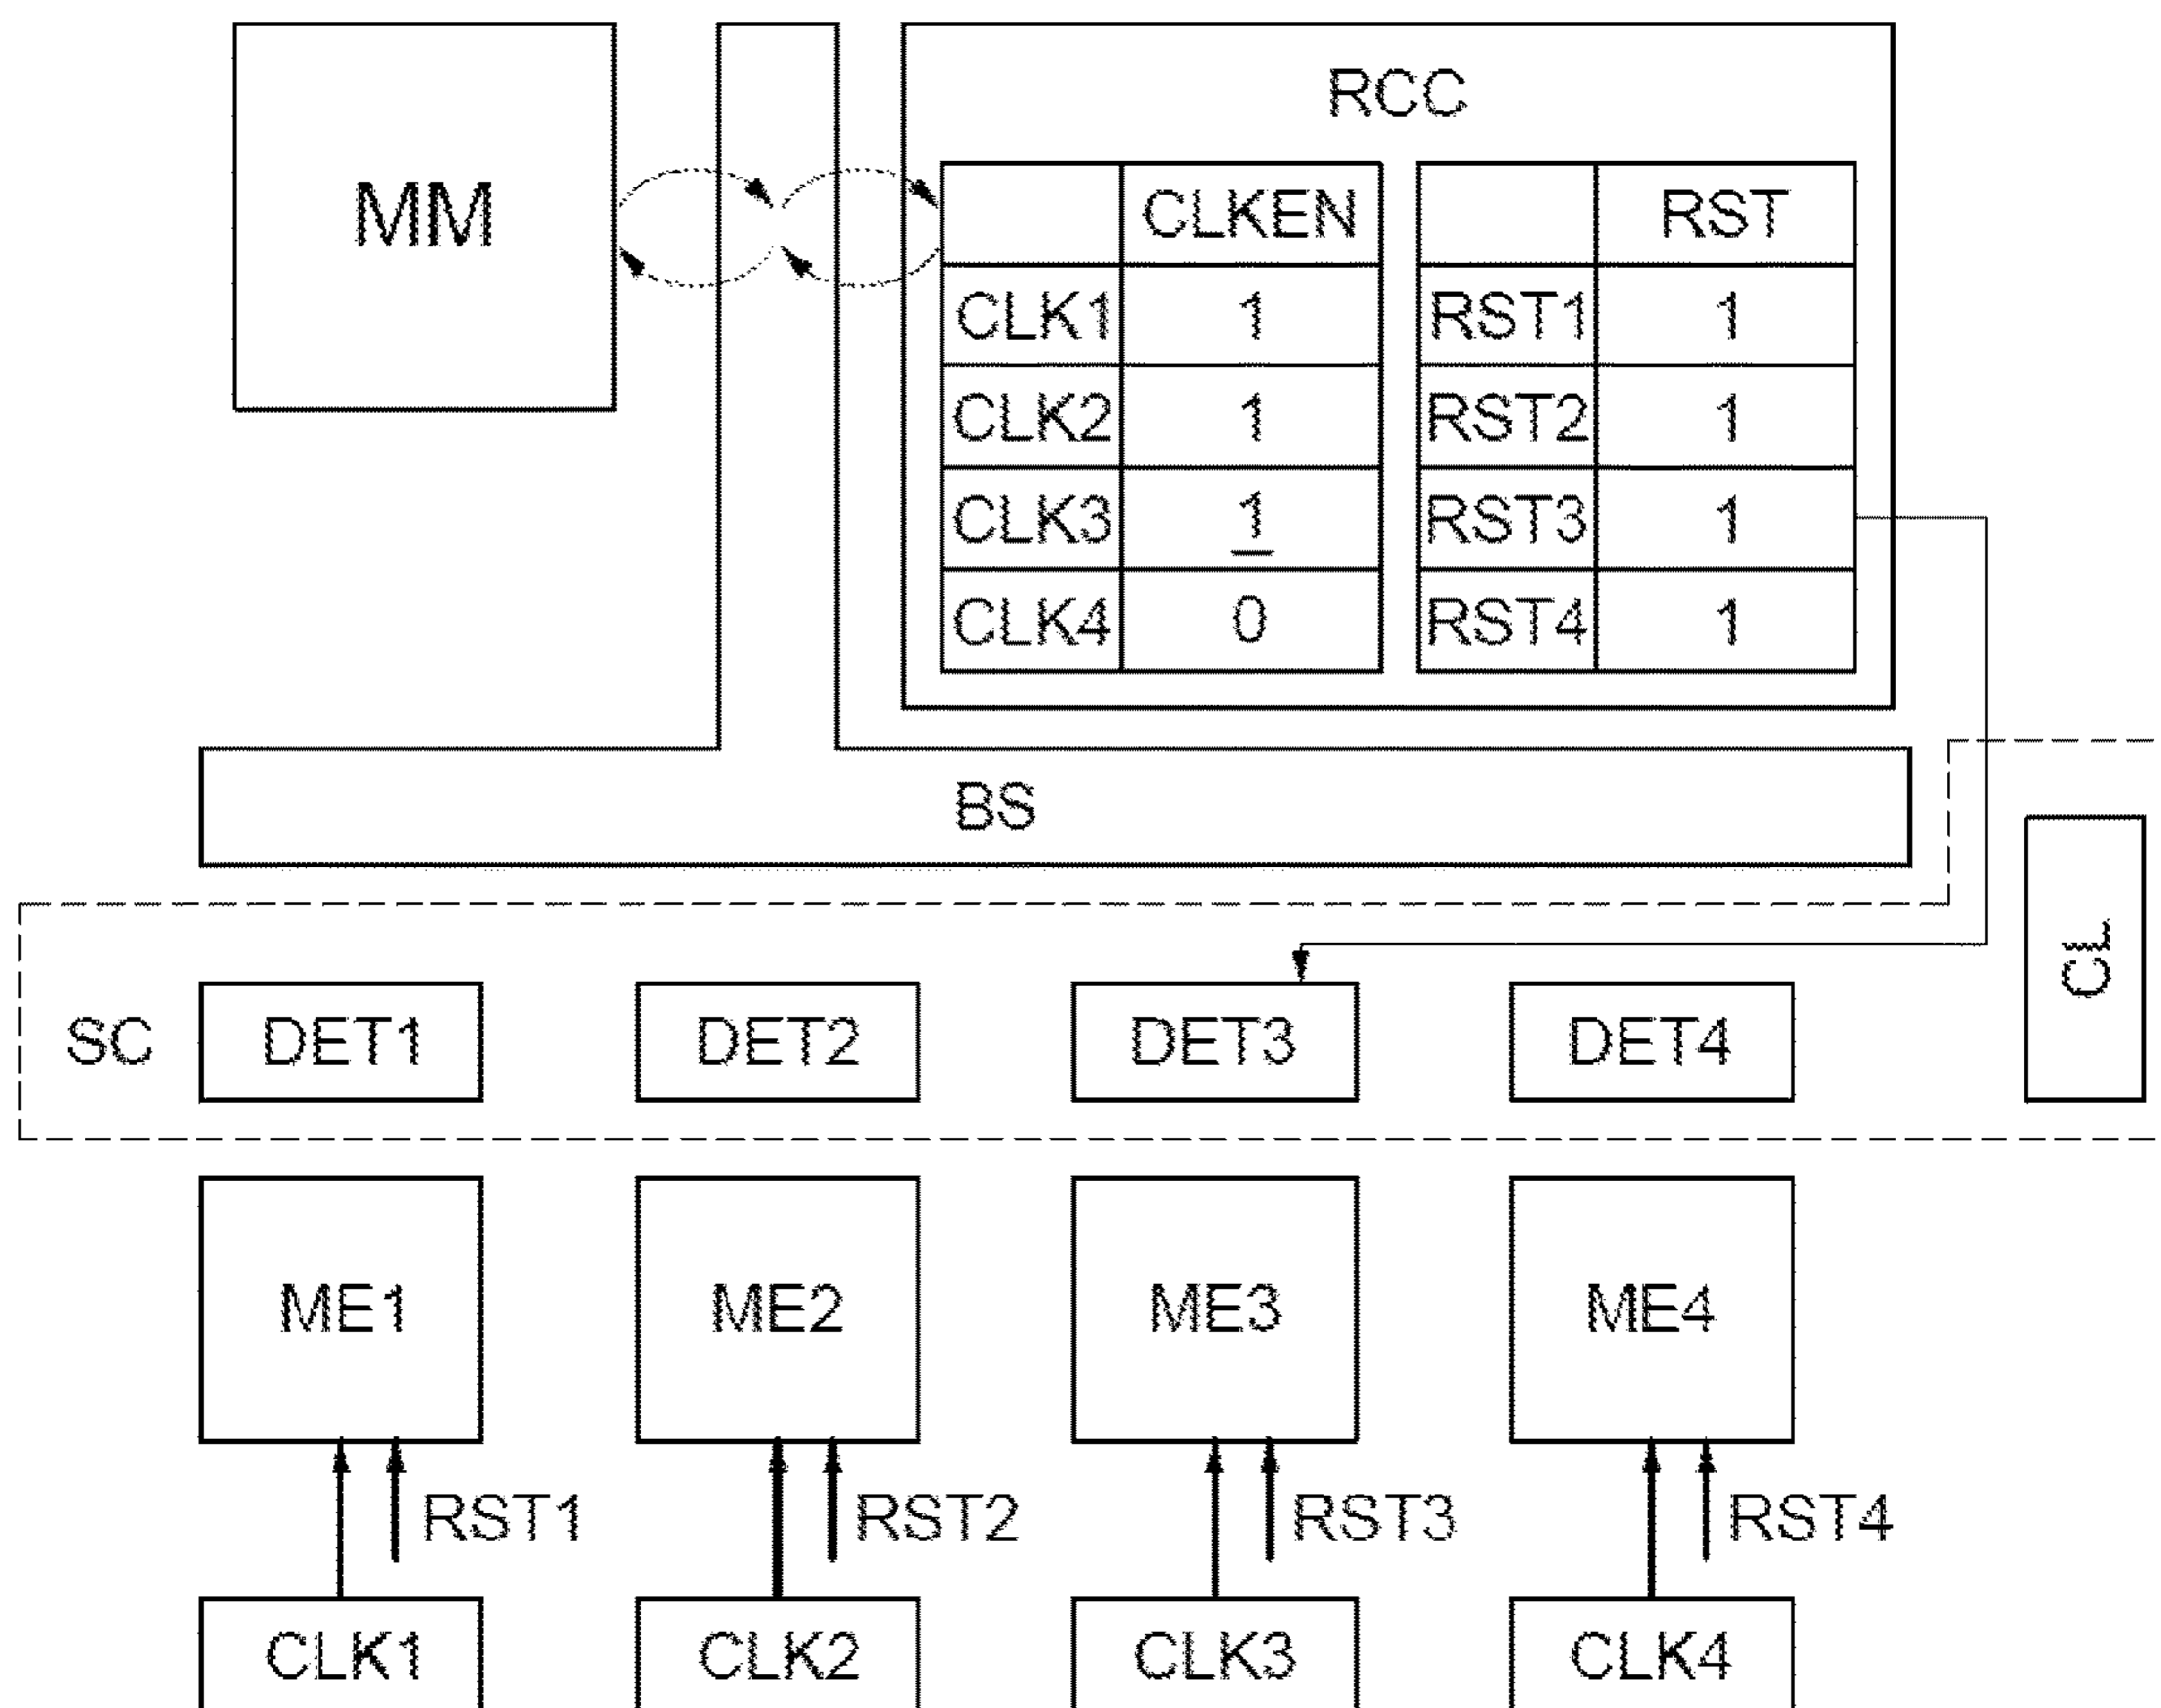 RCC
MM
CLKEN RST
CLK1 1 RST1 1
CLK2 1 RST2 1
CLK3 1 RST3 1
CLK4 0 RST4 1
BS
CL
SC DET1 DET2 DET3 DET4
ME1 ME2 ME3 ME4
RST1 RST2 RST3 RST4
CLK1 CLK2 CLK3 CLK4